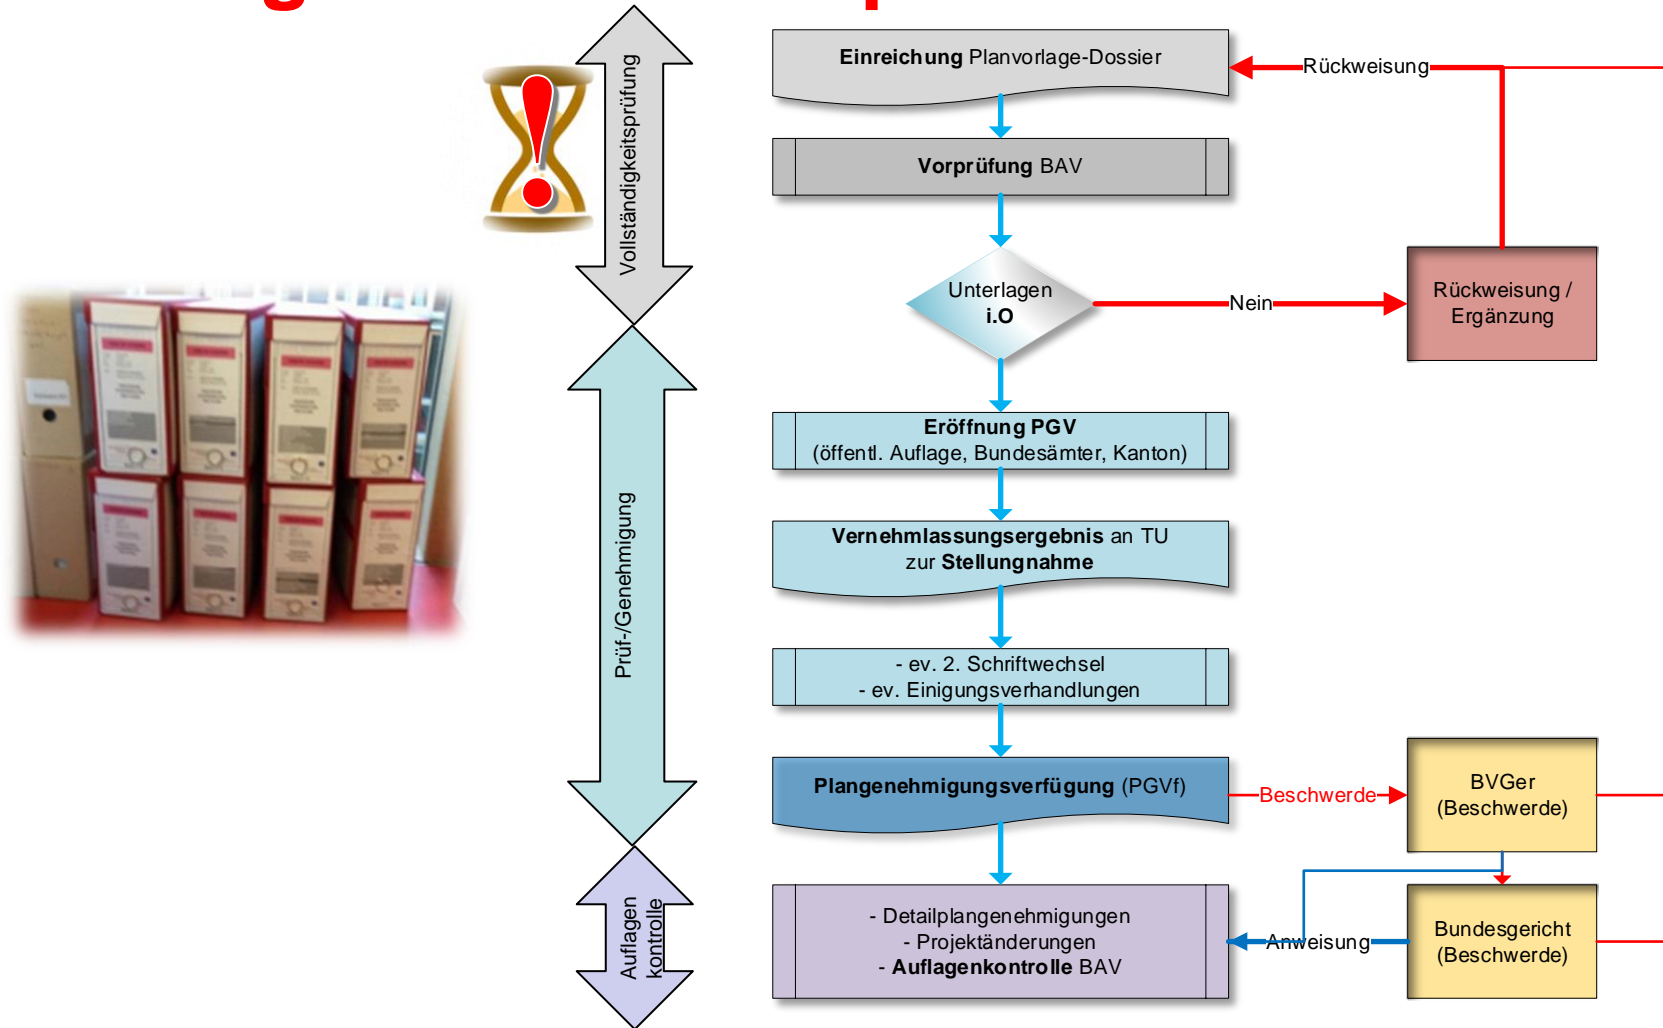 Vollständigkeitsprüfung
Einreichung Planvorlage-Dossier
Rückweisung
Vorprüfung BAV
Unterlagen
i.O
Nein
Rückweisung /
Ergänzung
Prüf-/Genehmigung
Eröffnung PGV
(öffentl. Auflage, Bundesämter, Kanton)
Vernehmlassungsergebnis an TU
zur Stellungnahme
- ev. 2. Schriftwechsel
- ev. Einigungsverhandlungen
Plangenehmigungsverfügung (PGVf)
Beschwerde
BVGer
(Beschwerde)
Auflagen
kontrolle
- Detailplangenehmigungen
- Projektänderungen
- Auflagenkontrolle BAV
Anweisung
Bundesgericht
(Beschwerde)